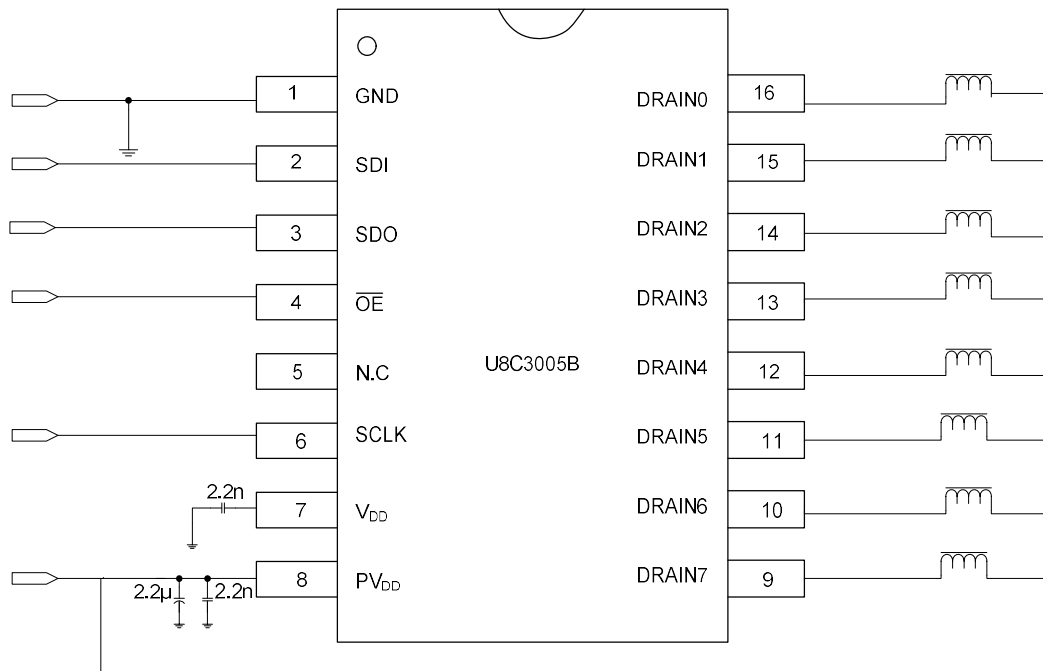 1 GND DRAIN0 16
2 SDI DRAIN1 15
3 SDO DRAIN2 14
4 OE DRAIN3 13
5 N.C U8C3005B DRAIN4 12
6 SCLK DRAIN5 11
2.2n 7 VDD DRAIN6 10
2.2µ 2.2n 8 PVDD DRAIN7 9